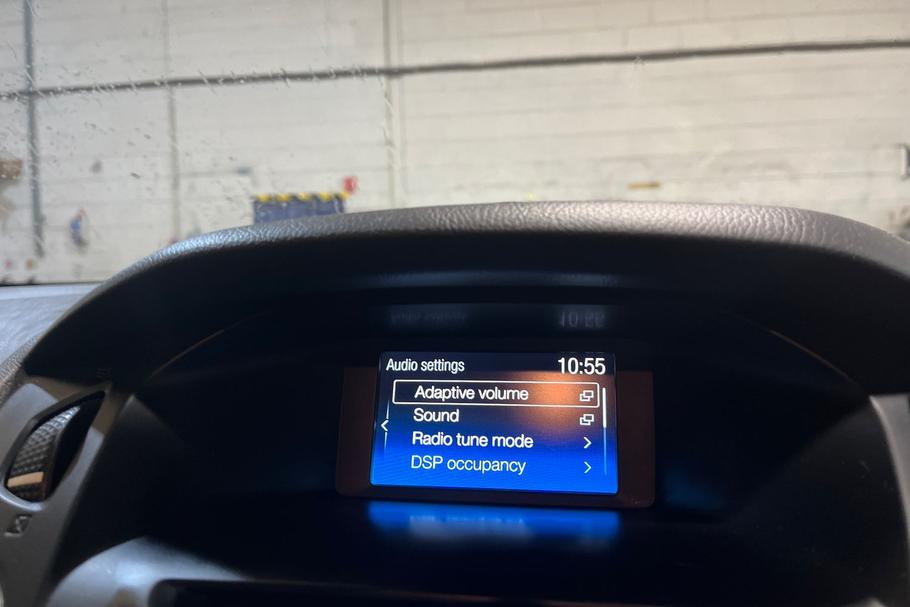 Audio settings 10:55
Adaptive volume
Sound
Radio tune mode
DSP occupancy